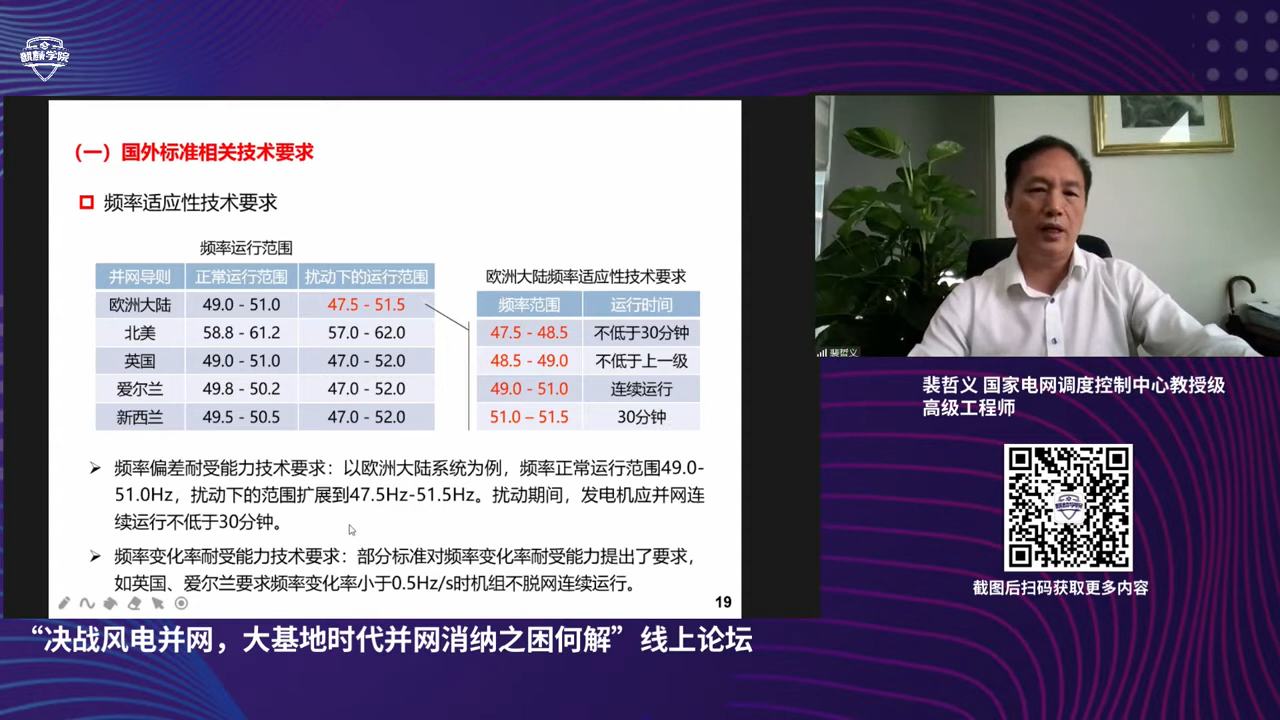 麒麟学院
（一）国外标准相关技术要求
频率适应性技术要求
频率运行范围
并网导则 正常运行范围 扰动下的运行范围
欧洲大陆 49.0 - 51.0 47.5 - 51.5
北美 58.8 - 61.2 57.0 - 62.0
英国 49.0 - 51.0 47.0 - 52.0
爱尔兰 49.8 - 50.2 47.0 - 52.0
新西兰 49.5 - 50.5 47.0 - 52.0
欧洲大陆频率适应性技术要求
频率范围 运行时间
47.5 - 48.5 不低于30分钟
48.5 - 49.0 不低于上一级
49.0 - 51.0 连续运行
51.0 – 51.5 30分钟
频率偏差耐受能力技术要求：以欧洲大陆系统为例，频率正常运行范围49.0-
51.0Hz，扰动下的范围扩展到47.5Hz-51.5Hz。扰动期间，发电机应并网连
续运行不低于30分钟。
频率变化率耐受能力技术要求：部分标准对频率变化率耐受能力提出了要求，
如英国、爱尔兰要求频率变化率小于0.5Hz/s时机组不脱网连续运行。
19
裴哲义
裴哲义 国家电网调度控制中心教授级
高级工程师
麒麟学院
截图后扫码获取更多内容
“决战风电并网，大基地时代并网消纳之困何解”线上论坛